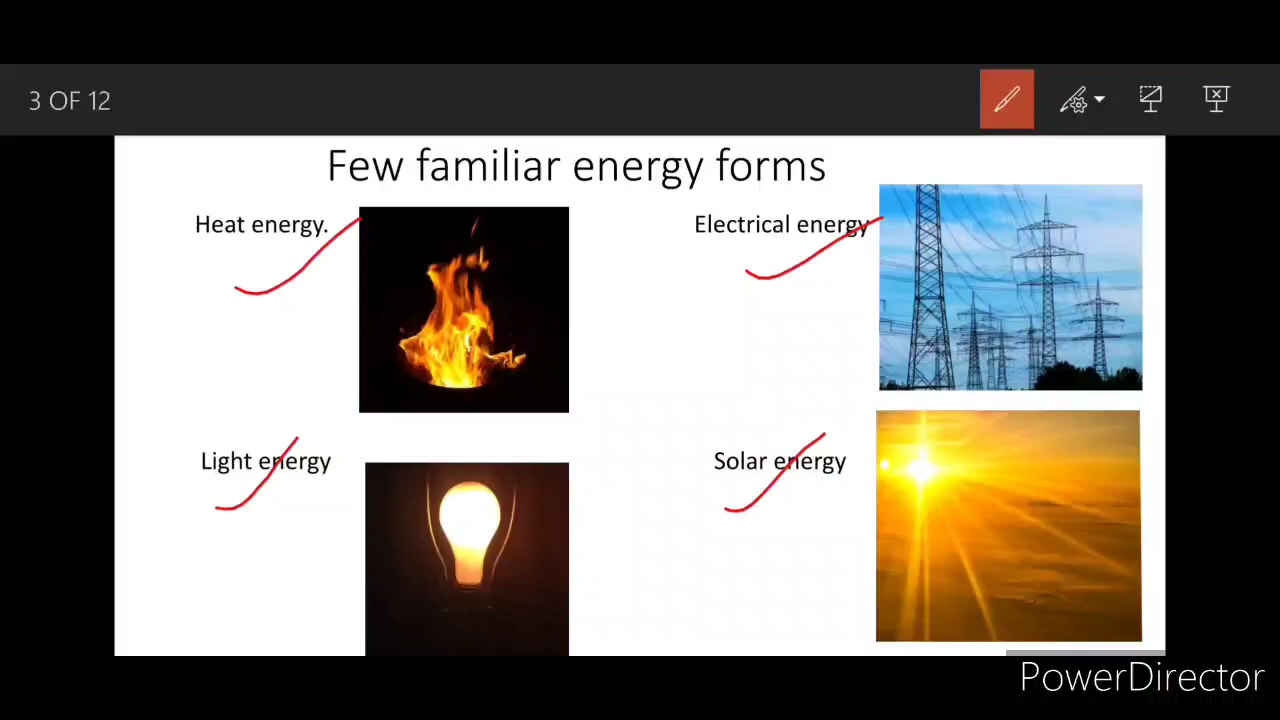 3 OF 12
Few familiar energy forms
Heat energy.
Electrical energy
Light energy
Solar energy
PowerDirector